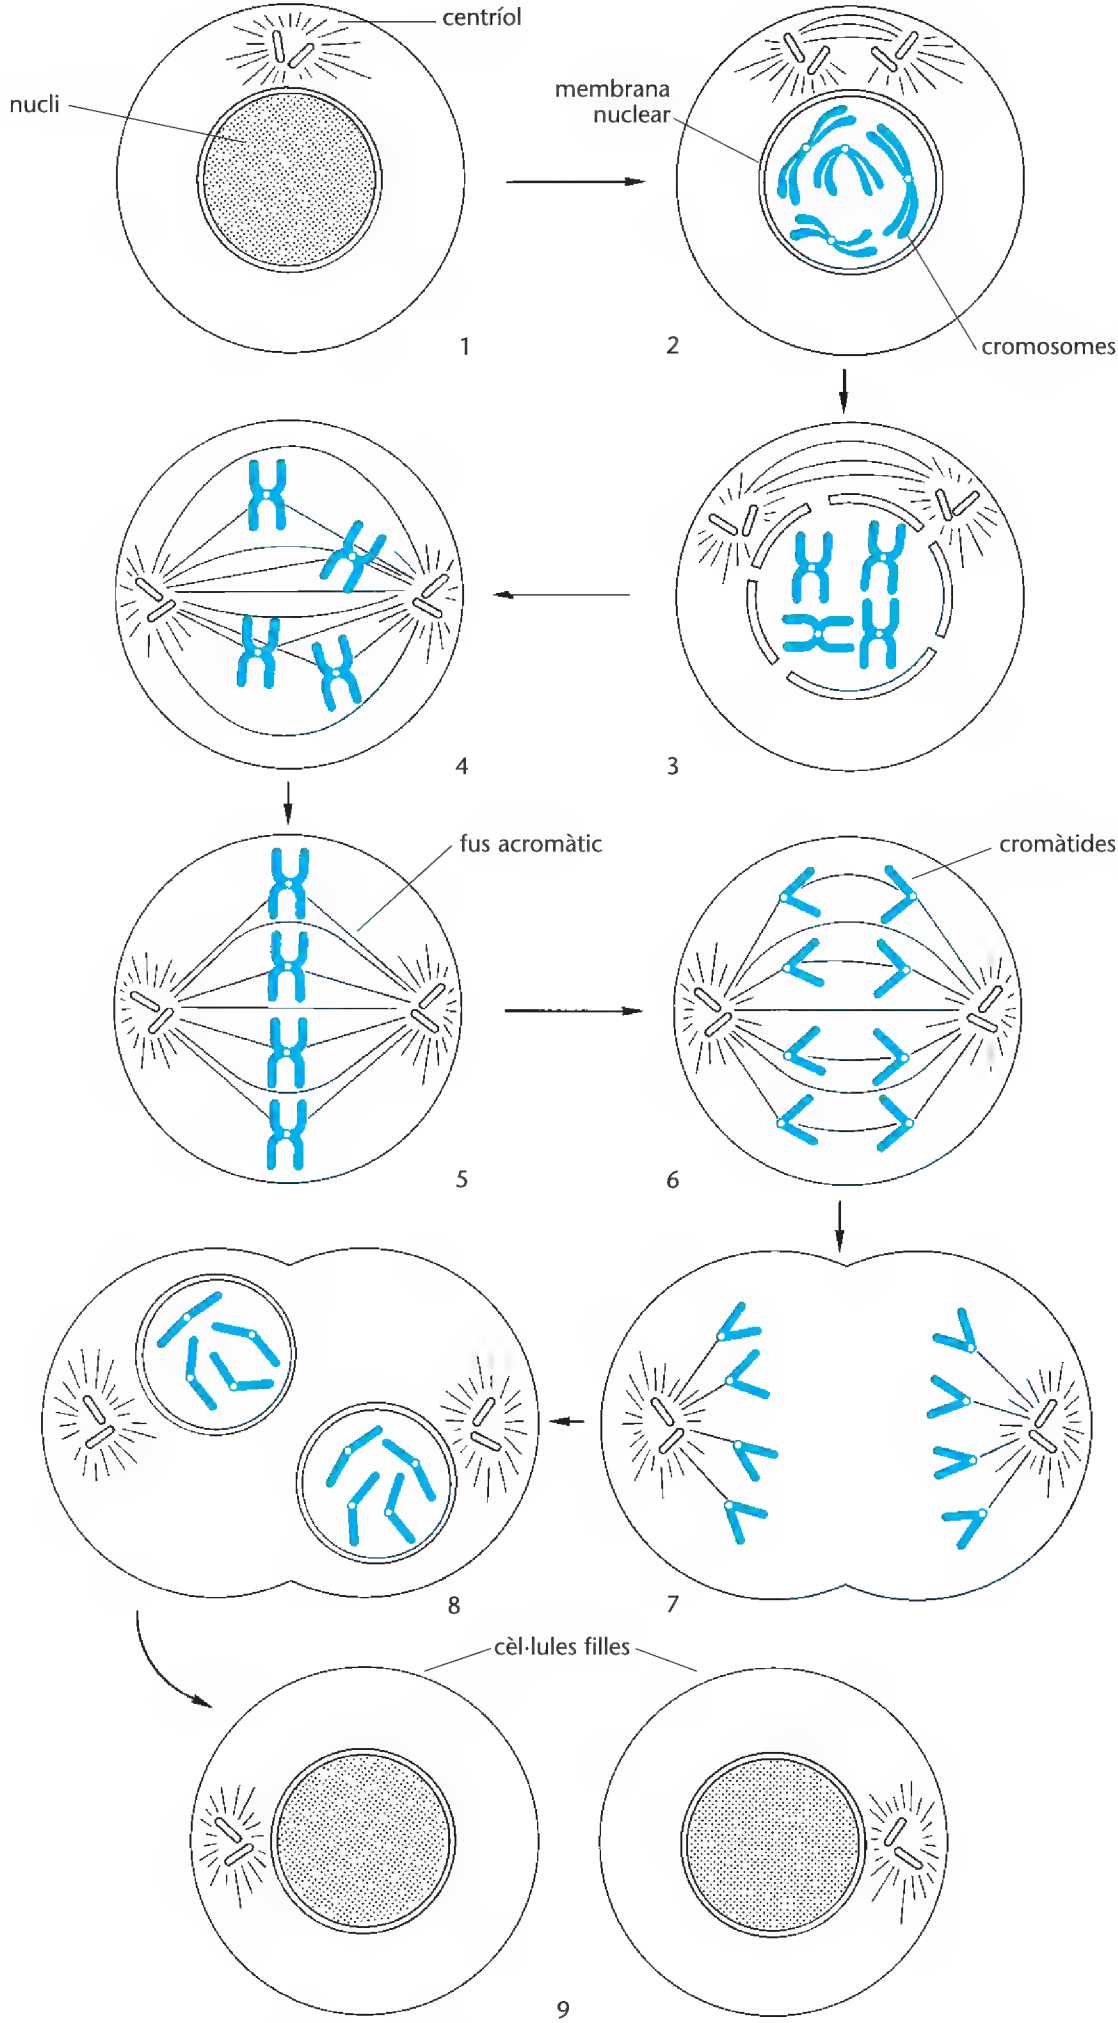 centríol
nucli
membrana
nuclear
1
2
cromosomes
4
3
fus acromàtic
cromàtides
5
6
8
7
cèl·lules filles
9